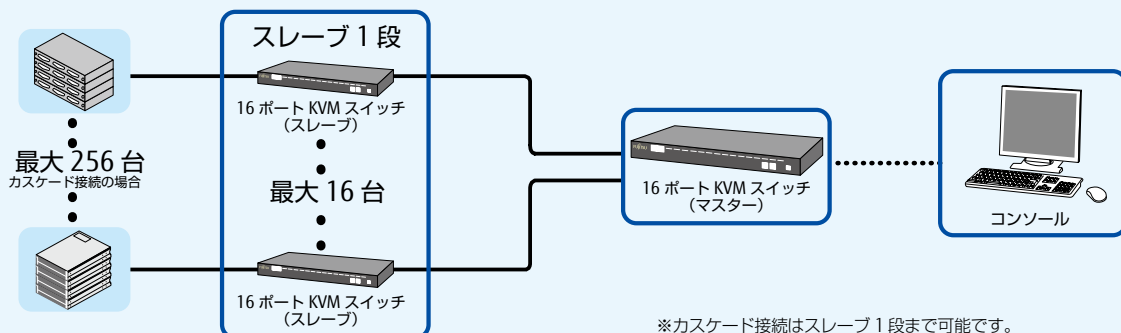 スレーブ 1 段
16 ポート KVM スイッチ
（スレーブ）
最大 256 台
カスケード接続の場合
最大 16 台
16 ポート KVM スイッチ
（スレーブ）
FUJITSU
16 ポート KVM スイッチ
（マスター）
コンソール
※カスケード接続はスレーブ 1 段まで可能です。